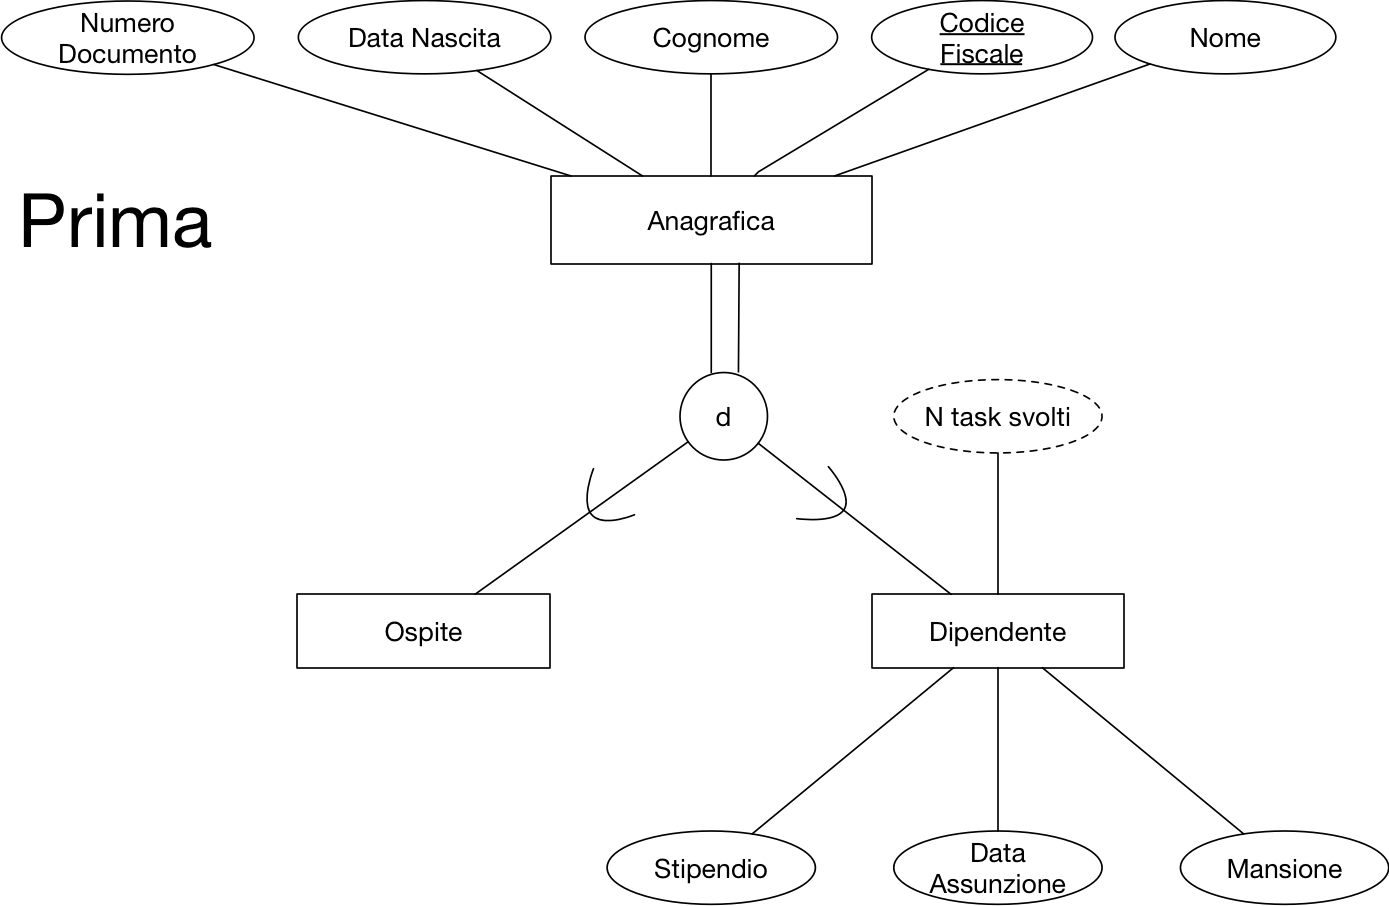 Numero
Documento
Data Nascita
Cognome
Codice
Fiscale
Nome
Prima
Anagrafica
d
N task svolti
Ospite
Dipendente
Stipendio
Data
Assunzione
Mansione